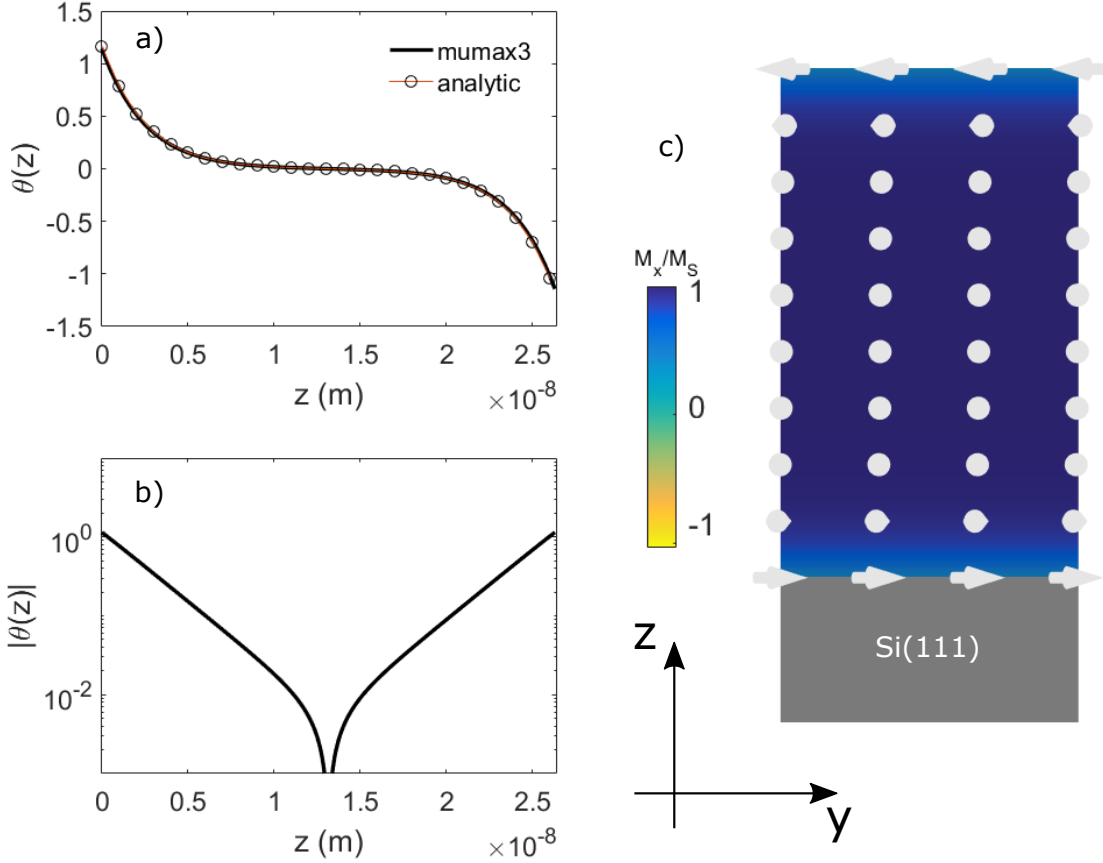 a)
1.5
1
0.5
0
-0.5
-1
-1.5
θ(z)
mumax3
analytic
0 0.5 1 1.5 2 2.5
z (m)
×10⁻⁸
b)
10⁰
10⁻²
|θ(z)|
0 0.5 1 1.5 2 2.5
z (m)
×10⁻⁸
c)
M_x/M_S
1
0
-1
Si(111)
z
y